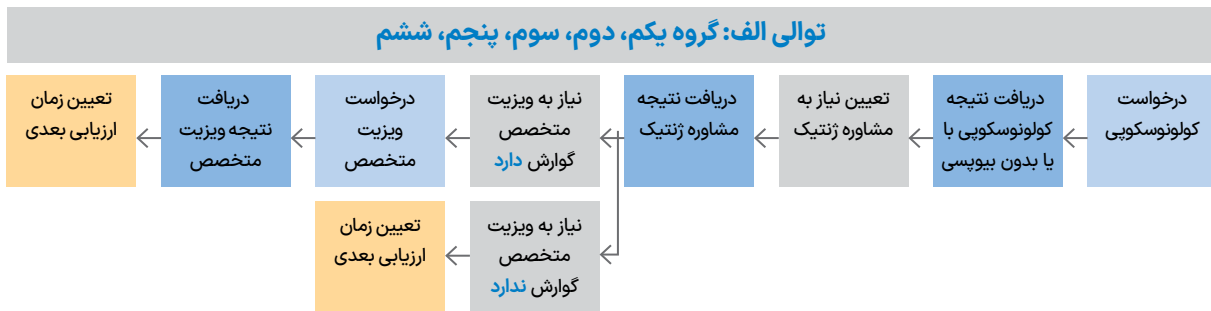 توالی الف: گروه یکم، دوم، سوم، پنجم، ششم
درخواست
کولونوسکوپی
دریافت نتیجه
کولونوسکوپی با
یا بدون بیوپسی
تعیین نیاز به
مشاوره ژنتیک
دریافت نتیجه
مشاوره ژنتیک
نیاز به ویزیت
متخصص
گوارش دارد
درخواست
ویزیت
متخصص
دریافت
نتیجه ویزیت
متخصص
تعیین زمان
ارزیابی بعدی
نیاز به ویزیت
متخصص
گوارش ندارد
تعیین زمان
ارزیابی بعدی